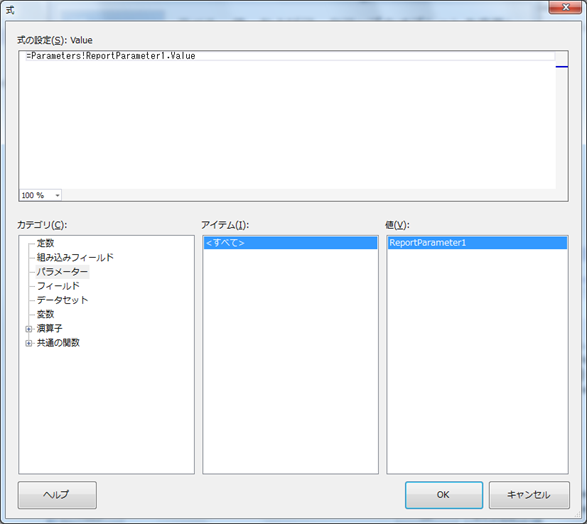 式
式の設定(S): Value
=Parameters!ReportParameter1.Value
100 %
カテゴリ(C):
アイテム(I):
値(V):
定数
組み込みフィールド
パラメーター
フィールド
データセット
変数
演算子
共通の関数
<すべて>
ReportParameter1
ヘルプ
OK
キャンセル